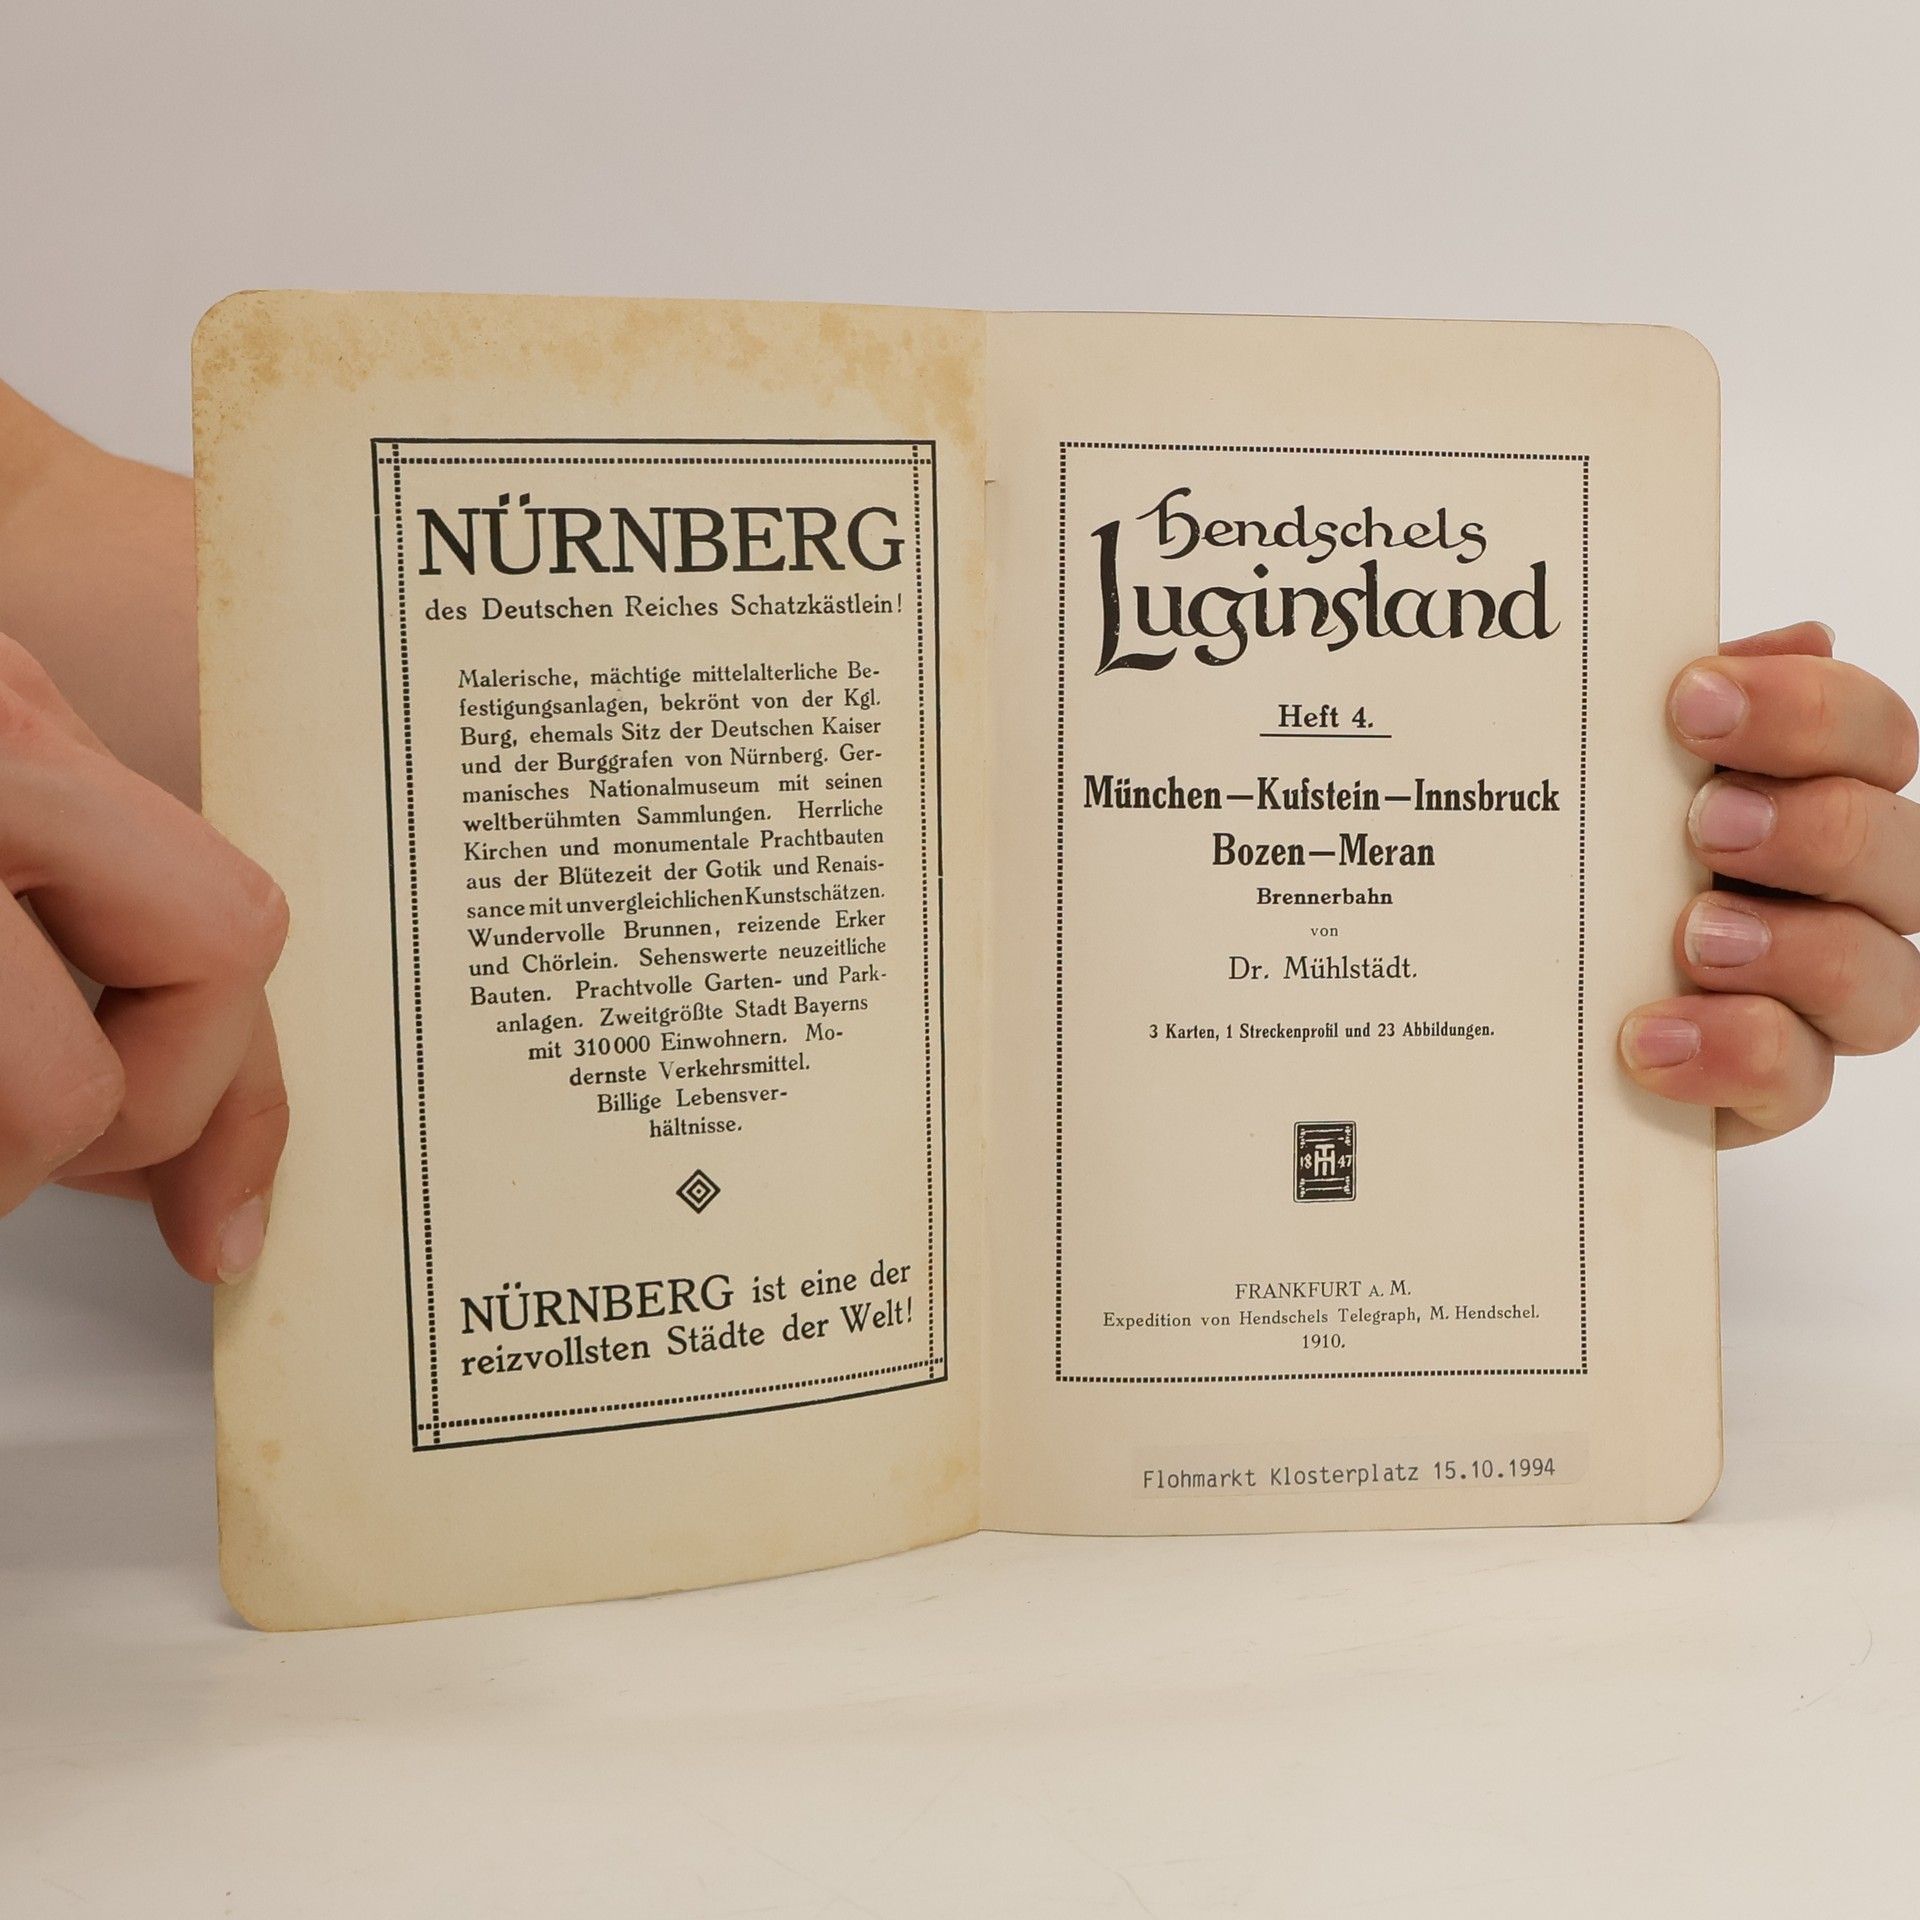 NÜRNBERG
des Deutschen Reiches Schatzkästlein!
Malerische, mächtige mittelalterliche Be-
festigungsanlagen, bekrönt von der Kgl.
Burg, ehemals Sitz der Deutschen Kaiser
und der Burggrafen von Nürnberg. Ger-
manisches Nationalmuseum mit seinen
weltberühmten Sammlungen. Herrliche
Kirchen und monumentale Prachtbauten
aus der Blütezeit der Gotik und Renais-
sance mit unvergleichlichen Kunstschätzen.
Wundervolle Brunnen, reizende Erker
und Chörlein. Sehenswerte neuzeitliche
Bauten. Prachtvolle Garten- und Park-
anlagen. Zweitgrößte Stadt Bayerns
mit 310000 Einwohnern. Mo-
dernste Verkehrsmittel.
Billige Lebensver-
hältnisse.
NÜRNBERG ist eine der
reizvollsten Städte der Welt!
Hendschels
Luginsland
Heft 4.
München—Kufstein—Innsbruck
Bozen—Meran
Brennerbahn
von
Dr. Mühlstädt.
3 Karten, 1 Streckenprofil und 23 Abbildungen.
18 TH 47
FRANKFURT A. M.
Expedition von Hendschels Telegraph, M. Hendschel.
1910.
Flohmarkt Klosterplatz 15.10.1994